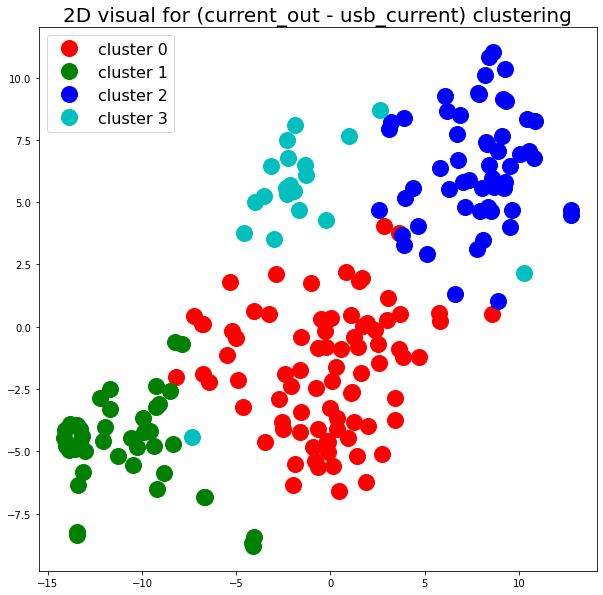 2D visual for (current_out - usb_current) clustering
cluster 0
cluster 1
cluster 2
cluster 3
10.0
7.5
5.0
2.5
0.0
−2.5
−5.0
−7.5
−15
−10
−5
0
5
10